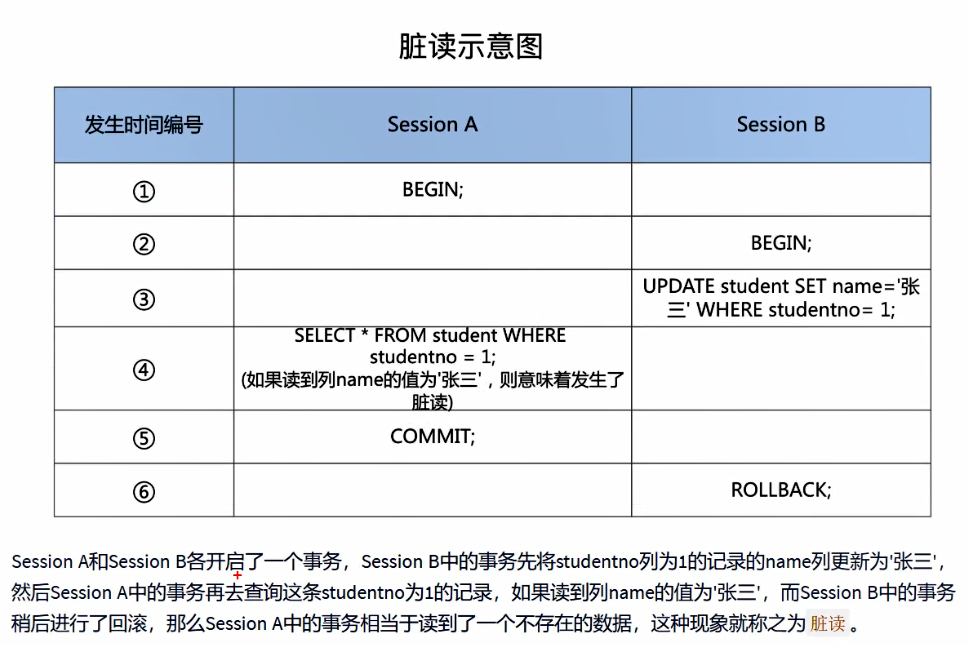 脏读示意图
发生时间编号 Session A Session B
① BEGIN;
② BEGIN;
③ UPDATE student SET name='张
三' WHERE studentno= 1;
④ SELECT * FROM student WHERE
studentno = 1;
(如果读到列name的值为'张三'，则意味着发生了
脏读)
⑤ COMMIT;
⑥ ROLLBACK;
Session A和Session B各开启了一个事务，Session B中的事务先将studentno列为1的记录的name列更新为'张三'，
然后Session A中的事务再去查询这条studentno为1的记录，如果读到列name的值为'张三'，而Session B中的事务
稍后进行了回滚，那么Session A中的事务相当于读到了一个不存在的数据，这种现象就称之为 脏读 。